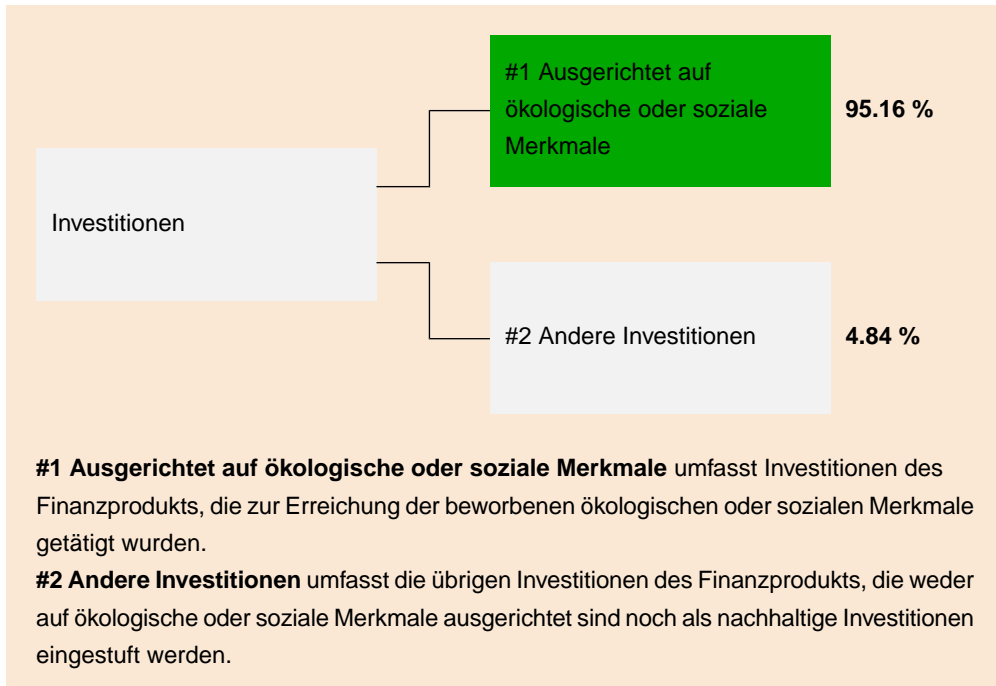 #1 Ausgerichtet auf
ökologische oder soziale
Merkmale
95.16 %
Investitionen
#2 Andere Investitionen
4.84 %
#1 Ausgerichtet auf ökologische oder soziale Merkmale umfasst Investitionen des
Finanzprodukts, die zur Erreichung der beworbenen ökologischen oder sozialen Merkmale
getätigt wurden.
#2 Andere Investitionen umfasst die übrigen Investitionen des Finanzprodukts, die weder
auf ökologische oder soziale Merkmale ausgerichtet sind noch als nachhaltige Investitionen
eingestuft werden.